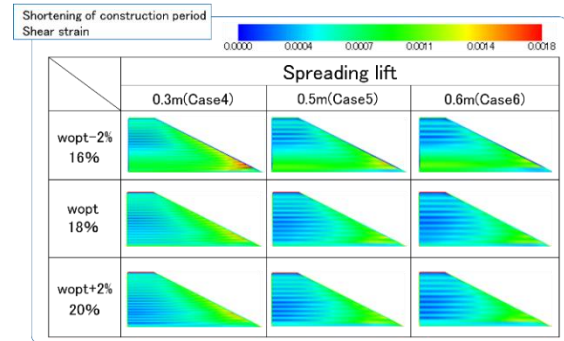 Shortening of construction period
Shear strain
0.0000 0.0004 0.0007 0.0011 0.0014 0.0018
Spreading lift
0.3m(Case4) 0.5m(Case5) 0.6m(Case6)
wopt-2%
16%
wopt
18%
wopt+2%
20%